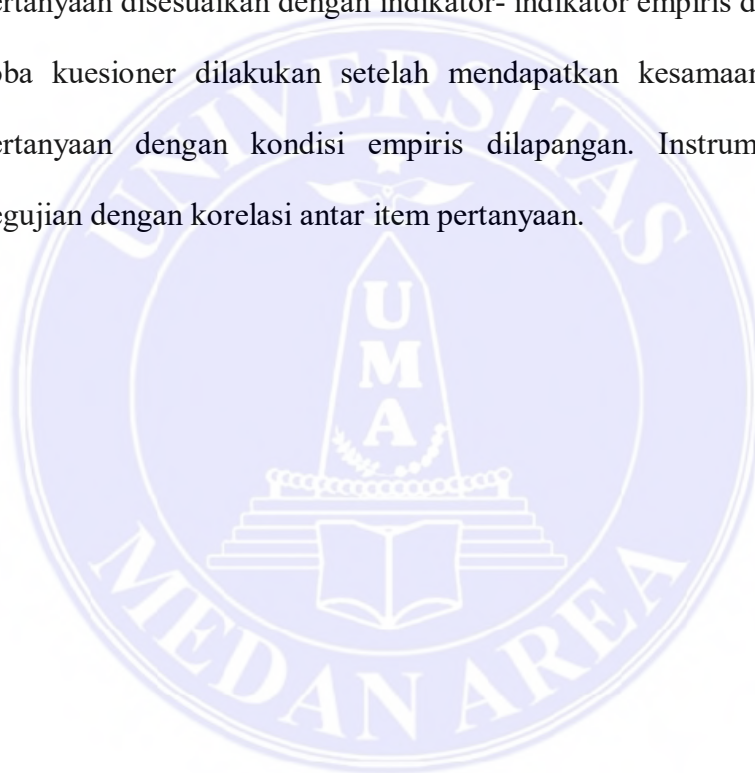 ertanyaan disesuaikan dengan indikator- indikator empiris d
oba kuesioner dilakukan setelah mendapatkan kesamaan
ertanyaan dengan kondisi empiris dilapangan. Instrum
egujian dengan korelasi antar item pertanyaan.
UNIVERSITAS
UMA
MEDAN AREA